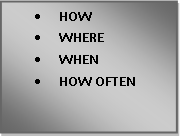 • HOW
• WHERE
• WHEN
• HOW OFTEN